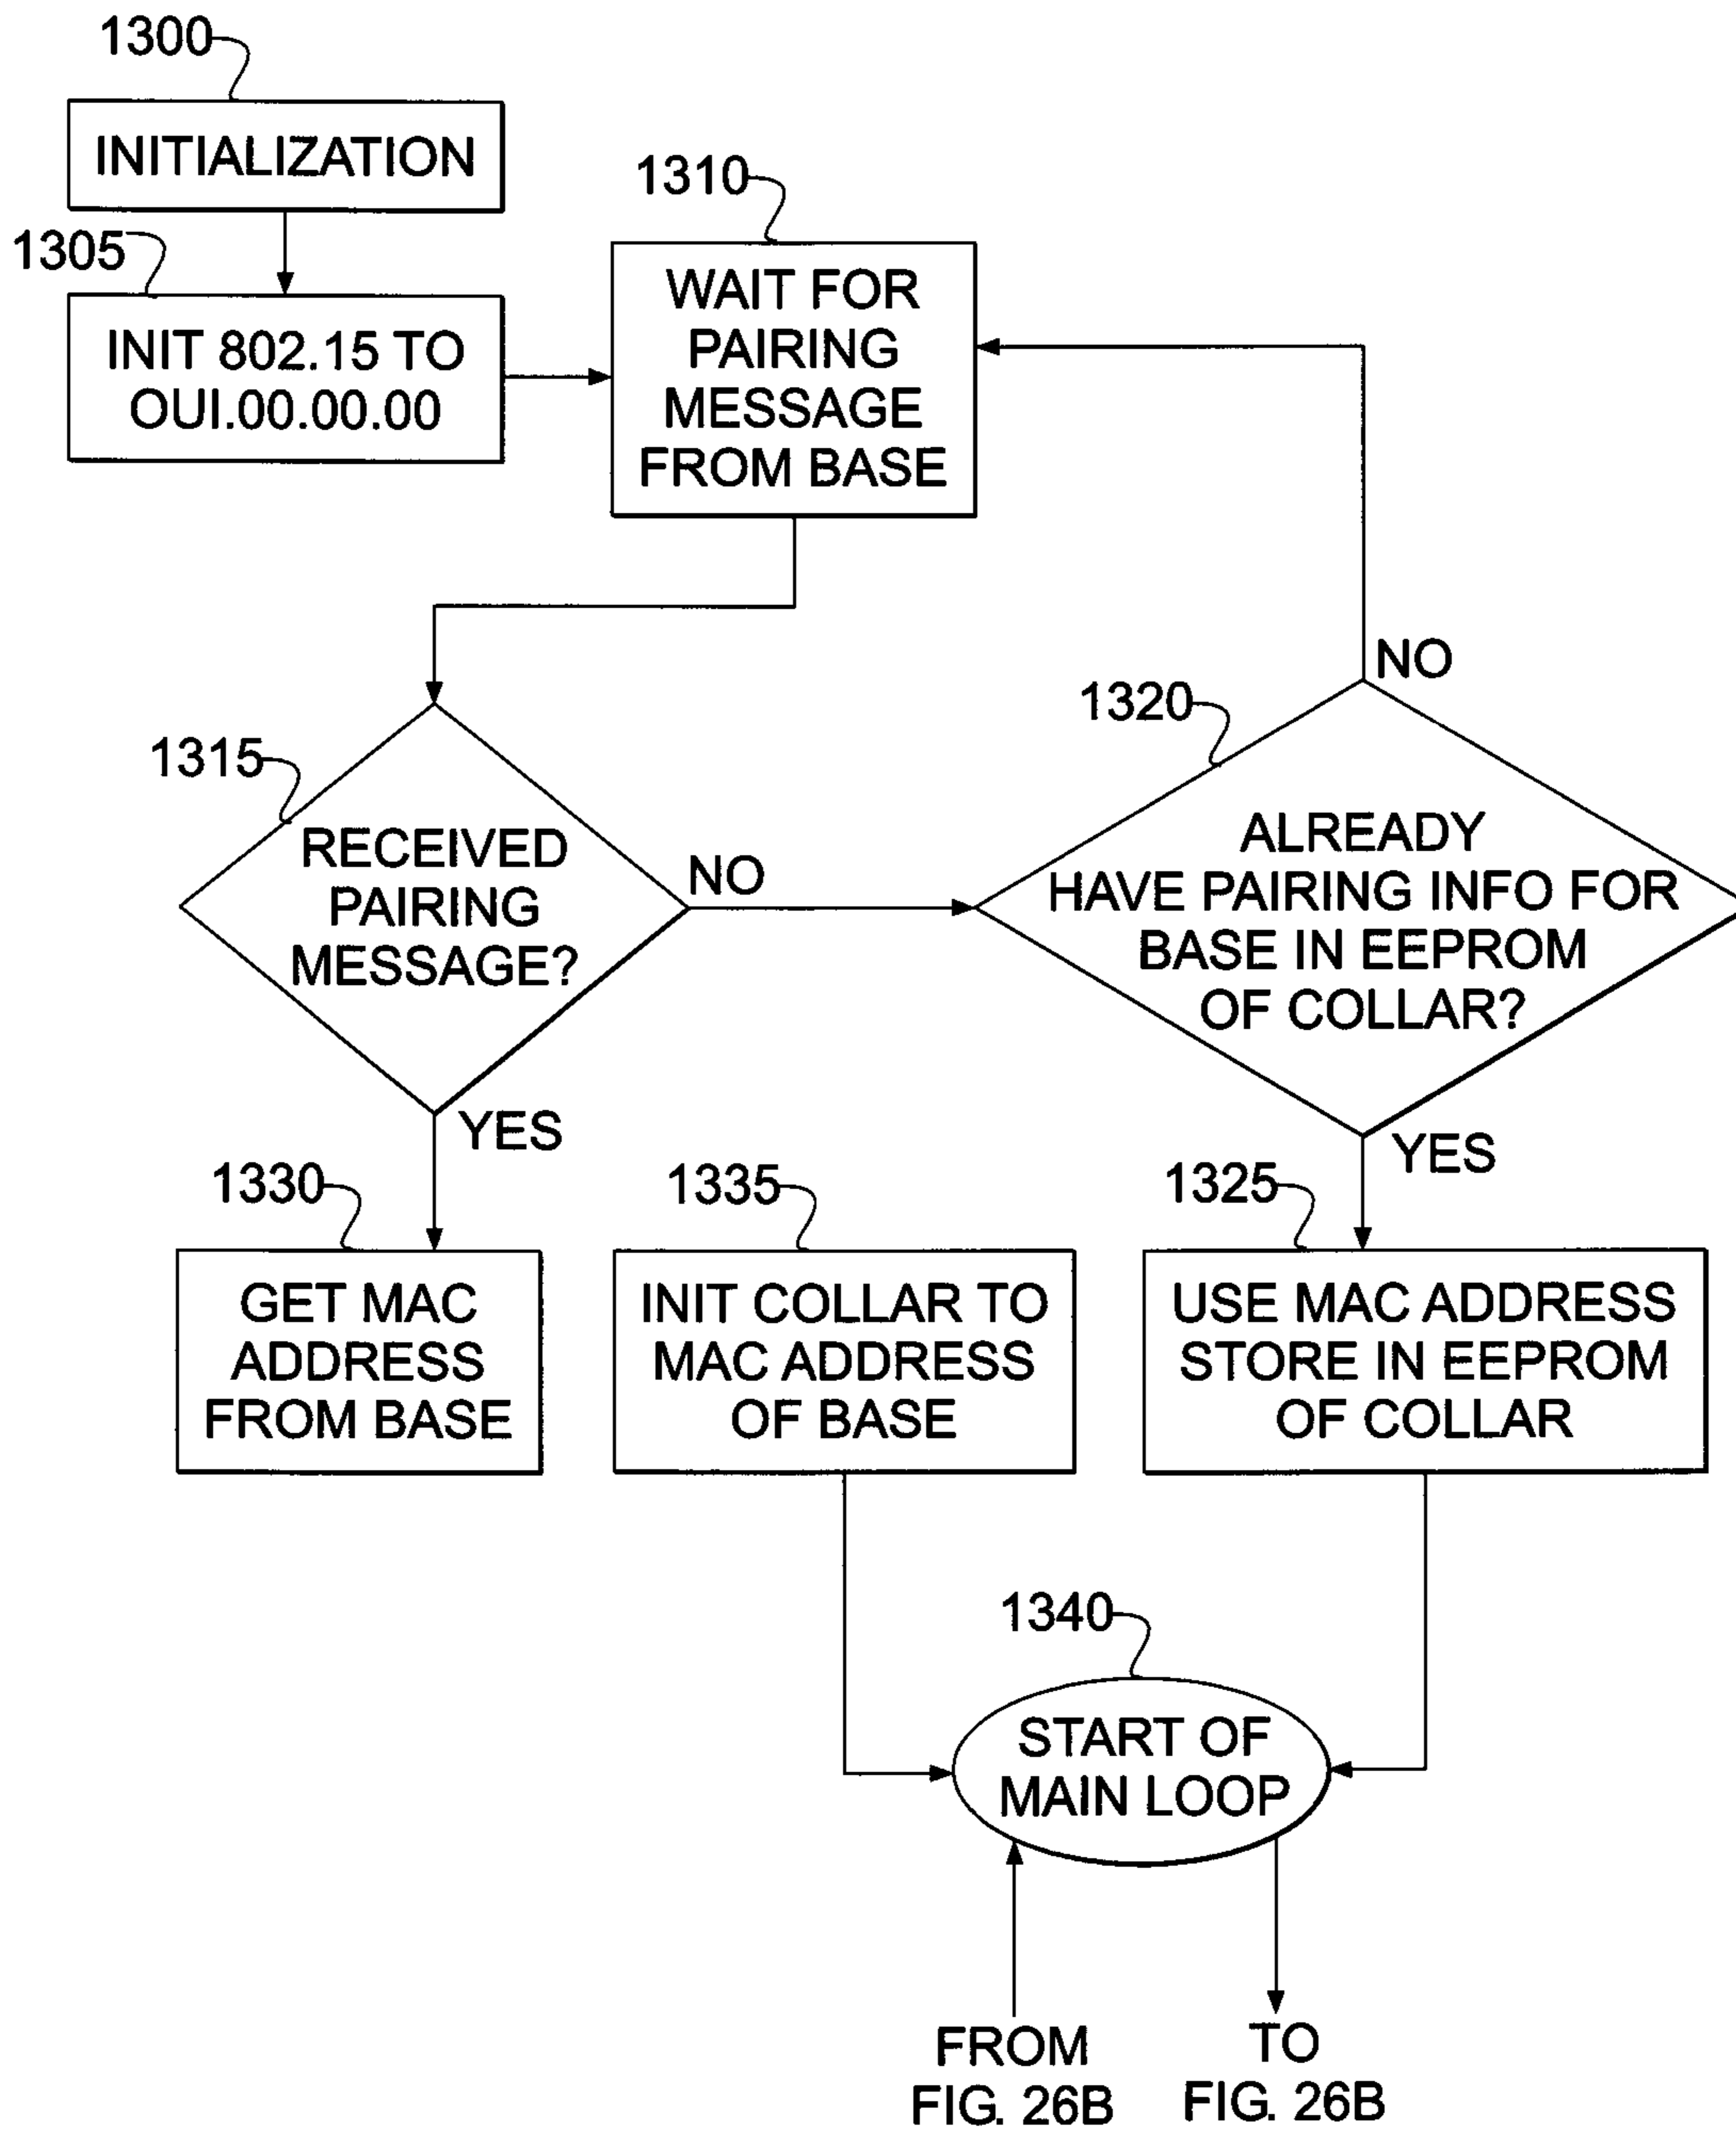 1300
INITIALIZATION
1305
INIT 802.15 TO
OUI.00.00.00
1310
WAIT FOR
PAIRING
MESSAGE
FROM BASE
1315
RECEIVED
PAIRING
MESSAGE?
NO
YES
1320
NO
ALREADY
HAVE PAIRING INFO FOR
BASE IN EEPROM
OF COLLAR?
YES
1330
GET MAC
ADDRESS
FROM BASE
1335
INIT COLLAR TO
MAC ADDRESS
OF BASE
1325
USE MAC ADDRESS
STORE IN EEPROM
OF COLLAR
1340
START OF
MAIN LOOP
FROM
FIG. 26B
TO
FIG. 26B